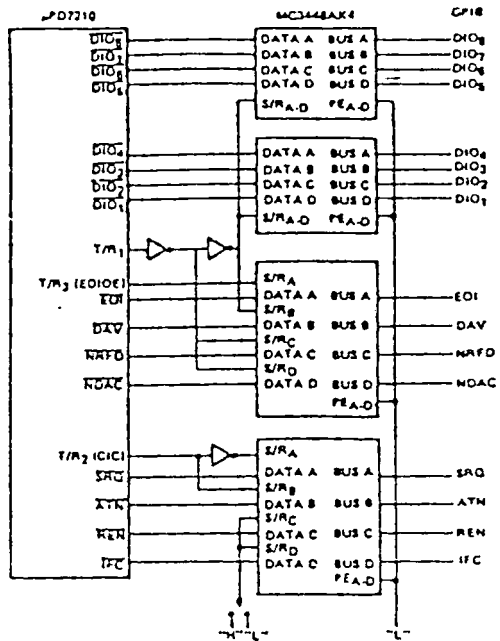 μPD7210 MC3448AX4 GPIB
DIO8 DATA A BUS A DIO8
DIO7 DATA B BUS B DIO7
DIO6 DATA C BUS C DIO6
DIO5 DATA D BUS D DIO5
S/RA-D PEA-D
DIO4 DATA A BUS A DIO4
DIO3 DATA B BUS B DIO3
DIO2 DATA C BUS C DIO2
DIO1 DATA D BUS D DIO1
T/R1 S/RA-D PEA-D
T/R3 (EOIOE) S/RA
EOI DATA A BUS A EOI
S/RB
DAV DATA B BUS B DAV
S/RC
NRFD DATA C BUS C NRFD
S/RD
NDAC DATA D BUS D NDAC
PEA-D
T/R2 (CIC) S/RA
SRQ DATA A BUS A SRQ
S/RB
ATN DATA B BUS B ATN
S/RC
REN DATA C BUS C REN
S/RD
IFC DATA D BUS D IFC
PEA-D
"H" "L" "L"